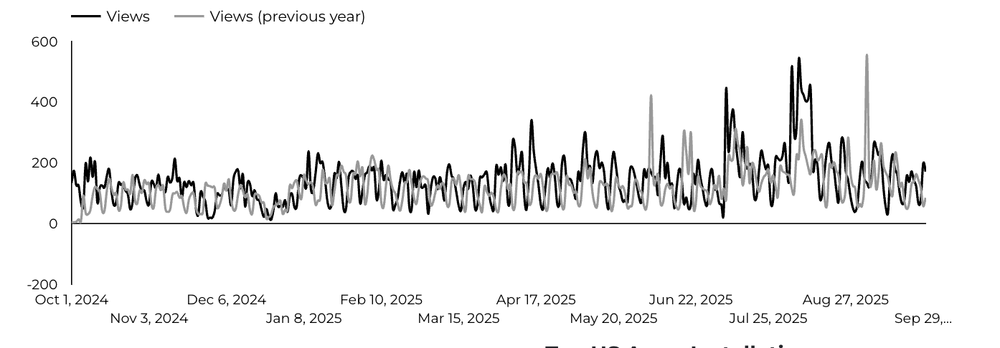 Views Views (previous year)
600
400
200
0
-200
Oct 1, 2024 Dec 6, 2024 Feb 10, 2025 Apr 17, 2025 Jun 22, 2025 Aug 27, 2025
Nov 3, 2024 Jan 8, 2025 Mar 15, 2025 May 20, 2025 Jul 25, 2025 Sep 29,...